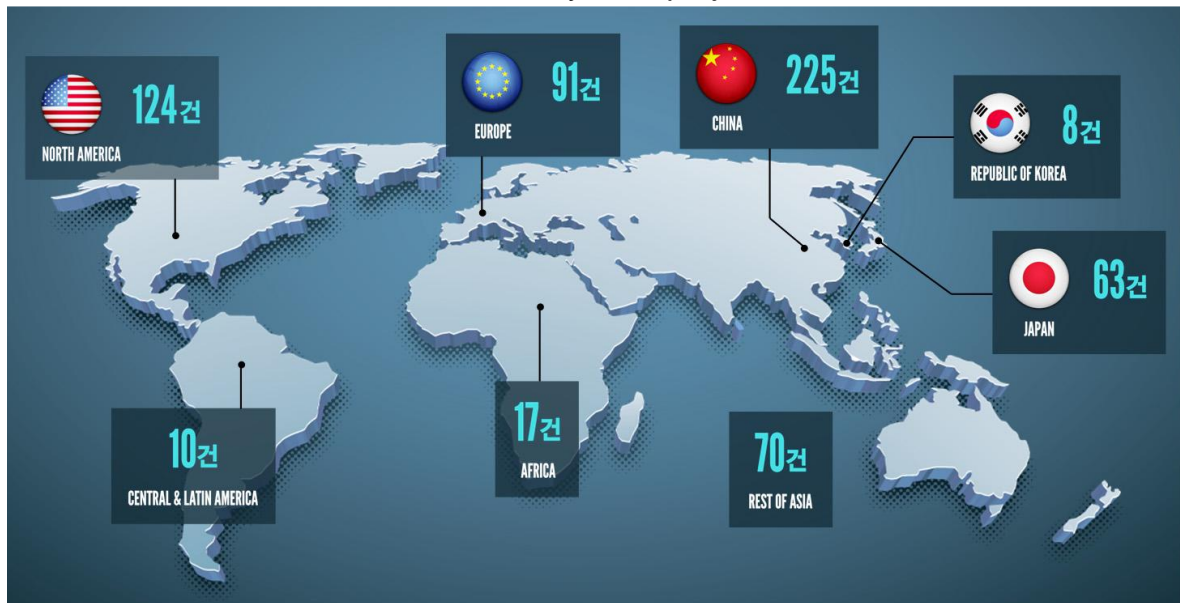 124건
NORTH AMERICA
91건
EUROPE
225건
CHINA
8건
REPUBLIC OF KOREA
63건
JAPAN
10건
CENTRAL & LATIN AMERICA
17건
AFRICA
70건
REST OF ASIA